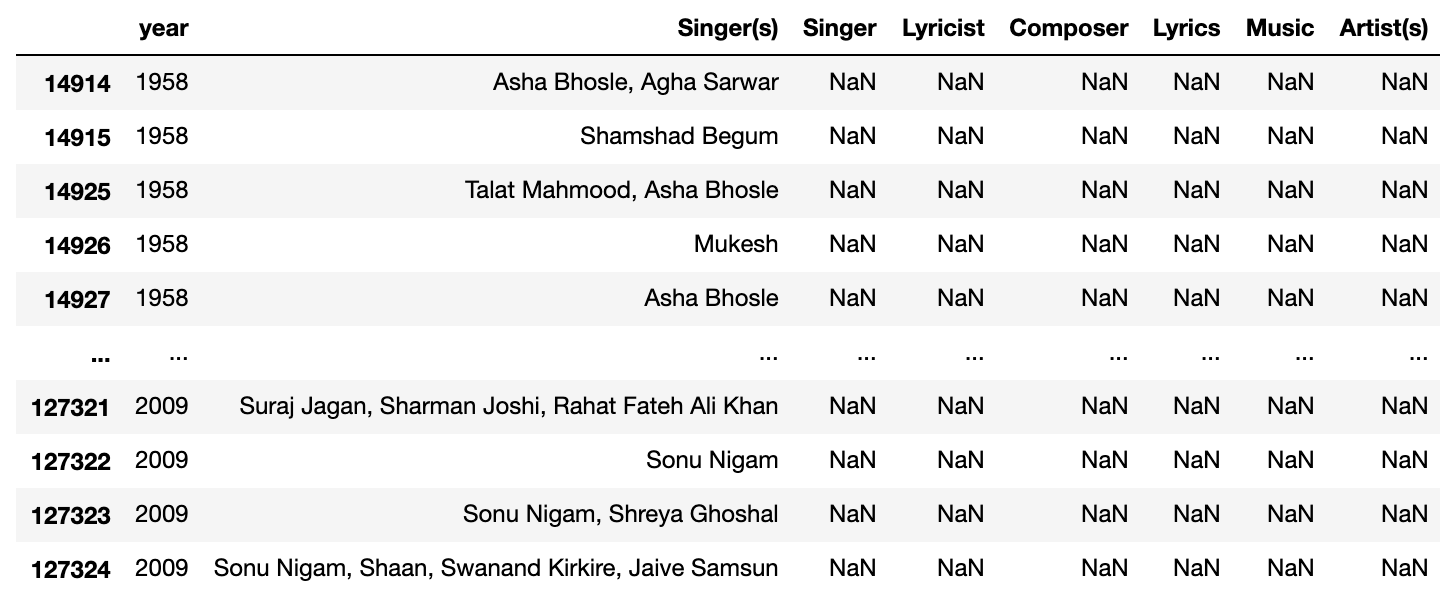 year Singer(s) Singer Lyricist Composer Lyrics Music Artist(s)
14914 1958 Asha Bhosle, Agha Sarwar NaN NaN NaN NaN NaN NaN
14915 1958 Shamshad Begum NaN NaN NaN NaN NaN NaN
14925 1958 Talat Mahmood, Asha Bhosle NaN NaN NaN NaN NaN NaN
14926 1958 Mukesh NaN NaN NaN NaN NaN NaN
14927 1958 Asha Bhosle NaN NaN NaN NaN NaN NaN
... ... ... ... ... ... ... ... ...
127321 2009 Suraj Jagan, Sharman Joshi, Rahat Fateh Ali Khan NaN NaN NaN NaN NaN NaN
127322 2009 Sonu Nigam NaN NaN NaN NaN NaN NaN
127323 2009 Sonu Nigam, Shreya Ghoshal NaN NaN NaN NaN NaN NaN
127324 2009 Sonu Nigam, Shaan, Swanand Kirkire, Jaive Samsun NaN NaN NaN NaN NaN NaN